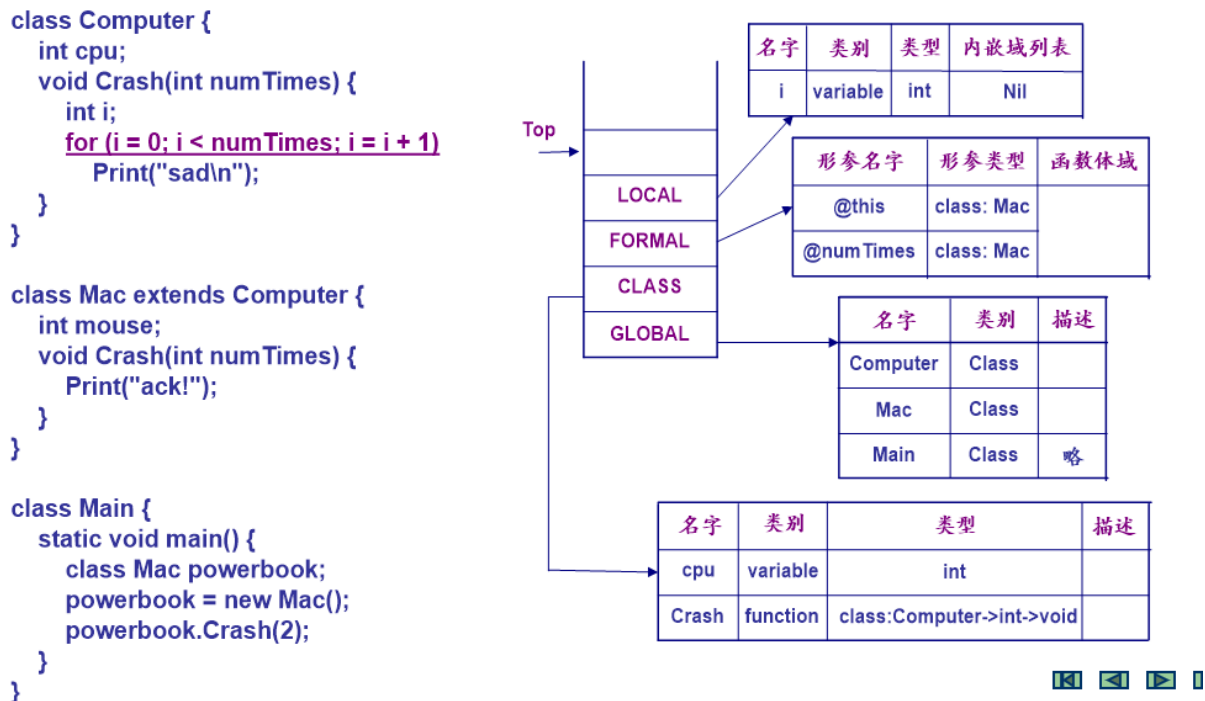 class Computer {
int cpu;
void Crash(int numTimes) {
int i;
for (i = 0; i < numTimes; i = i + 1)
Print("sad\n");
}
}
class Mac extends Computer {
int mouse;
void Crash(int numTimes) {
Print("ack!");
}
}
class Main {
static void main() {
class Mac powerbook;
powerbook = new Mac();
powerbook.Crash(2);
}
}
Top
LOCAL
FORMAL
CLASS
GLOBAL
名字 类别 类型 内嵌域列表
i variable int Nil
形参名字 形参类型 函数体域
@this class: Mac
@numTimes class: Mac
名字 类别 描述
Computer Class
Mac Class
Main Class 略
名字 类别 类型 描述
cpu variable int
Crash function class:Computer->int->void